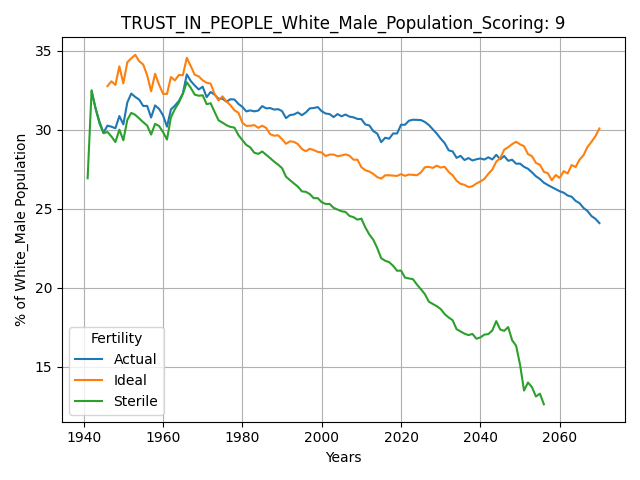 TRUST_IN_PEOPLE_White_Male_Population_Scoring: 9
% of White_Male Population
35
30
25
20
15
Fertility
Actual
Ideal
Sterile
1940 1960 1980 2000 2020 2040 2060
Years